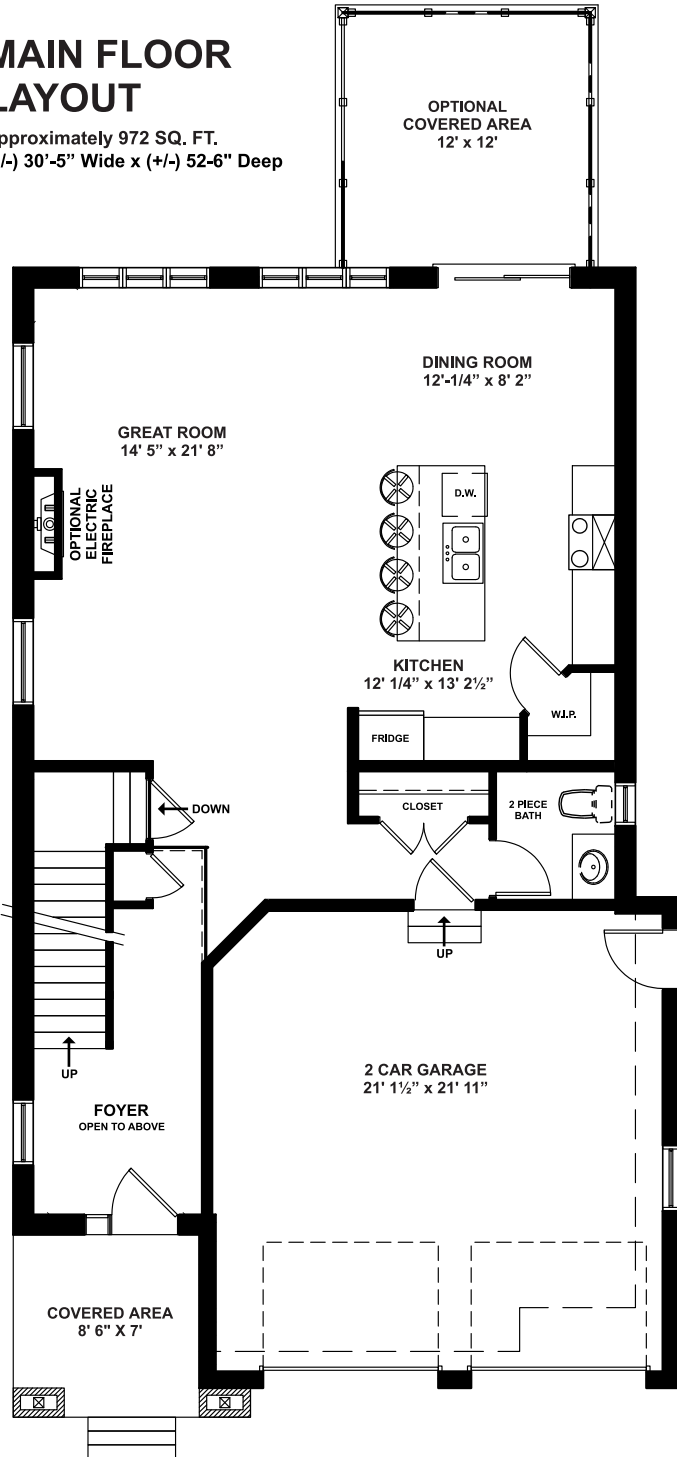 MAIN FLOOR
LAYOUT
pproximately 972 SQ. FT.
/-) 30’-5” Wide x (+/-) 52-6" Deep
OPTIONAL
COVERED AREA
12' x 12'
DINING ROOM
12'-1/4” x 8' 2”
GREAT ROOM
14' 5” x 21' 8”
OPTIONAL
ELECTRIC
FIREPLACE
D.W.
KITCHEN
12' 1/4” x 13' 2½”
W.I.P.
FRIDGE
DOWN
CLOSET
2 PIECE
BATH
UP
UP
2 CAR GARAGE
21' 1½” x 21' 11”
FOYER
OPEN TO ABOVE
COVERED AREA
8' 6" X 7'